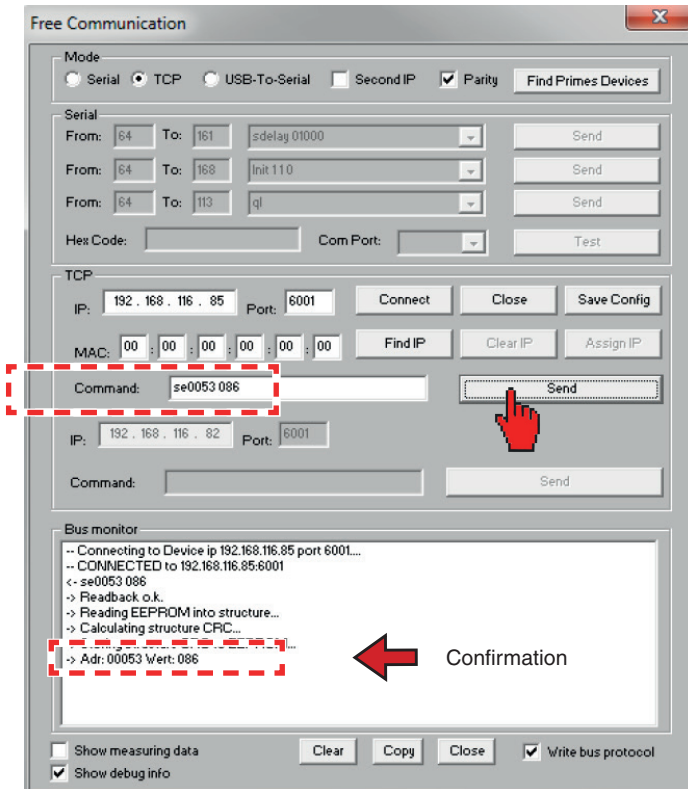 Free Communication
Mode
Serial TCP USB-To-Serial Second IP Parity Find Primes Devices
Serial
From: 64 To: 161 sdelay 01000 Send
From: 64 To: 168 Init 110 Send
From: 64 To: 113 ql Send
Hex Code: Com Port: Test
TCP
IP: 192 . 168 . 116 . 85 Port: 6001 Connect Close Save Config
MAC: 00 : 00 : 00 : 00 : 00 : 00 Find IP Clear IP Assign IP
Command: se0053 086 Send
IP: 192 . 168 . 116 . 82 Port: 6001
Command: Send
Bus monitor
-- Connecting to Device ip 192.168.116.85 port 6001....
-- CONNECTED to 192.168.116.85:6001
<- se0053 086
-> Readback o.k.
-> Reading EEPROM into structure...
-> Calculating structure CRC...
-> Adr: 00053 Wert: 086
Confirmation
Show measuring data Clear Copy Close Write bus protocol
Show debug info